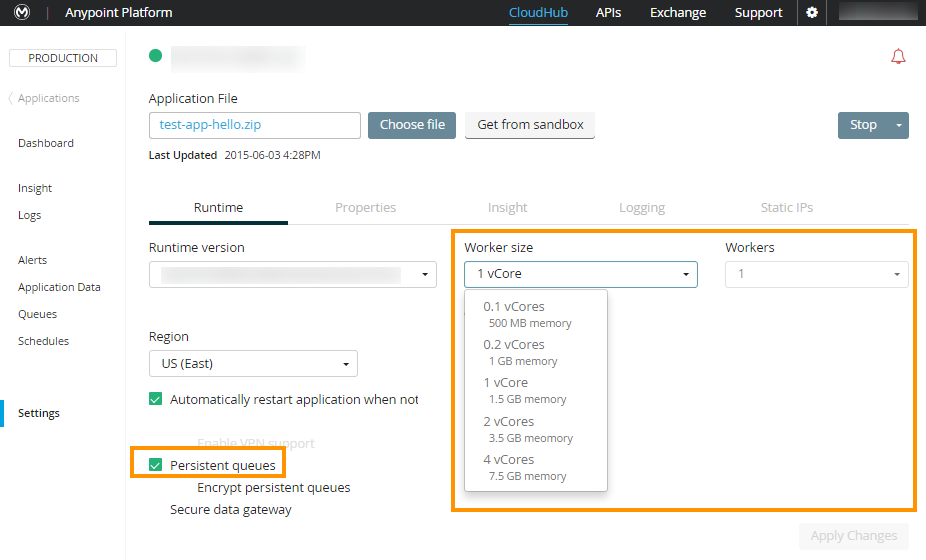 Anypoint Platform CloudHub APIs Exchange Support
PRODUCTION
Applications
Dashboard
Insight
Logs
Alerts
Application Data
Queues
Schedules
Settings
Application File
test-app-hello.zip Choose file Get from sandbox Stop
Last Updated 2015-06-03 4:28PM
Runtime Properties Insight Logging Static IPs
Runtime version
Region
US (East)
Automatically restart application when not
Enable VPN support
Persistent queues
Encrypt persistent queues
Secure data gateway
Worker size Workers
1 vCore 1
0.1 vCores
500 MB memory
0.2 vCores
1 GB memory
1 vCore
1.5 GB memory
2 vCores
3.5 GB meomory
4 vCores
7.5 GB memory
Apply Changes